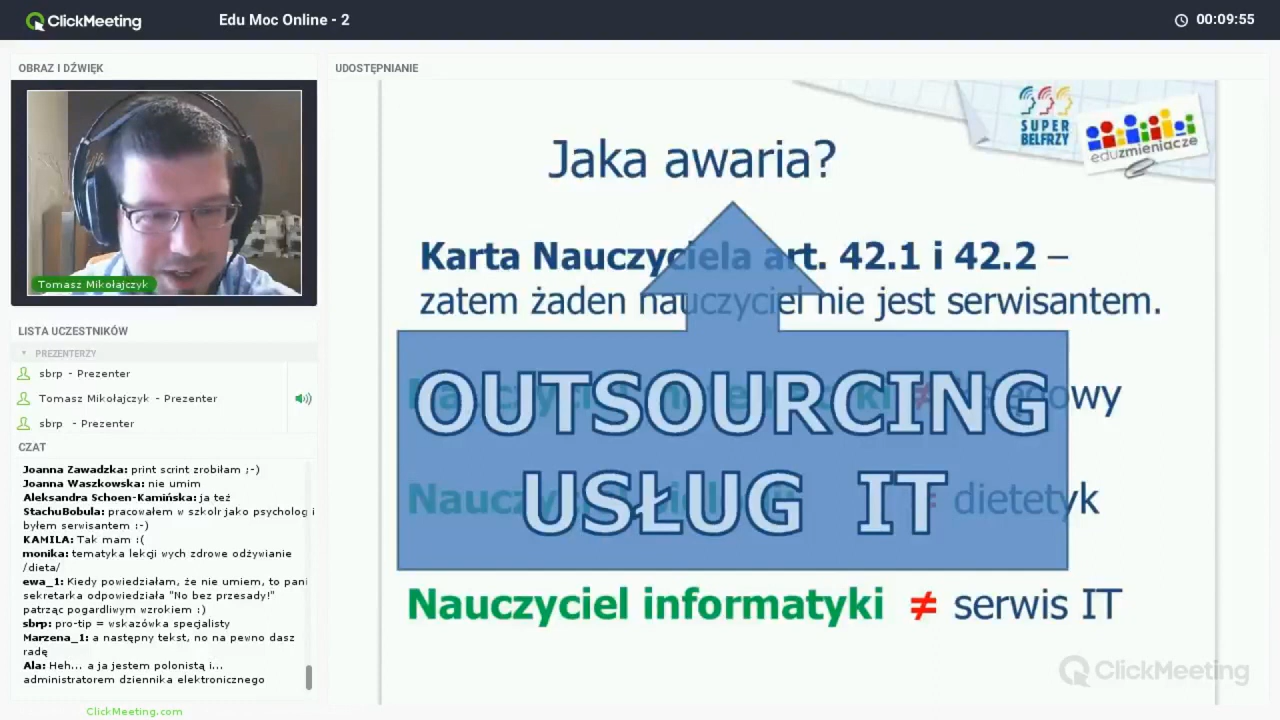 ClickMeeting
Edu Moc Online - 2
00:09:55
OBRAZ I DŹWIĘK
Tomasz Mikołajczyk
LISTA UCZESTNIKÓW
PREZENTERZY
sbrp - Prezenter
Tomasz Mikołajczyk - Prezenter
sbrp - Prezenter
CZAT
Joanna Zawadzka: print scrint zrobiłam ;-)
Joanna Waszkowska: nie umim
Aleksandra Schoen-Kamińska: ja też
StachuBobula: pracowałem w szkolr jako psycholog i
byłem serwisantem :-)
KAMILA: Tak mam :(
monika: tematyka lekcji wych zdrowe odżywianie
/dieta/
ewa_1: Kiedy powiedziałam, że nie umiem, to pani
sekretarka odpowiedziała "No bez przesady!"
patrząc pogardliwym wzrokiem :)
sbrp: pro-tip = wskazówka specjalisty
Marzena_1: a następny tekst, no na pewno dasz
radę
Ala: Heh... a ja jestem polonistą i...
administratorem dziennika elektronicznego
ClickMeeting.com
UDOSTĘPNIANIE
SUPER
BELFRZY
eduzmieniacze
Jaka awaria?
Karta Nauczyciela art. 42.1 i 42.2 –
zatem żaden nauczyciel nie jest serwisantem.
OUTSOURCING
USŁUG IT
dietetyk
Nauczyciel informatyki ≠ serwis IT
ClickMeeting